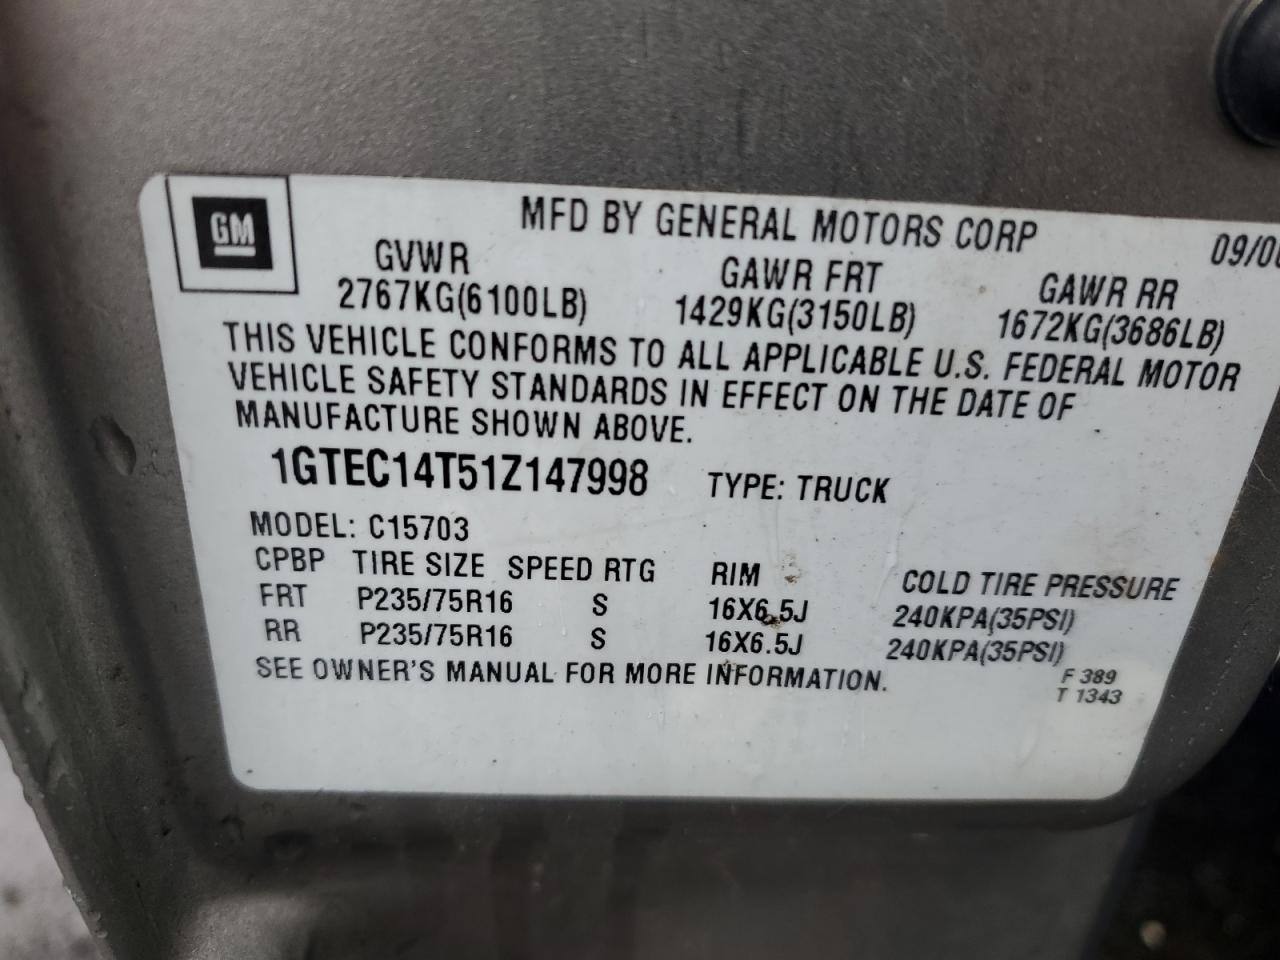 GM
MFD BY GENERAL MOTORS CORP
GVWR GAWR FRT GAWR RR
2767KG(6100LB) 1429KG(3150LB) 1672KG(3686LB)
THIS VEHICLE CONFORMS TO ALL APPLICABLE U.S. FEDERAL MOTOR
VEHICLE SAFETY STANDARDS IN EFFECT ON THE DATE OF
MANUFACTURE SHOWN ABOVE.
1GTEC14T51Z147998 TYPE: TRUCK
MODEL: C15703
CPBP TIRE SIZE SPEED RTG RIM COLD TIRE PRESSURE
FRT P235/75R16 S 16X6.5J 240KPA(35PSI)
RR P235/75R16 S 16X6.5J 240KPA(35PSI)
SEE OWNER'S MANUAL FOR MORE INFORMATION.
F 389
T 1343